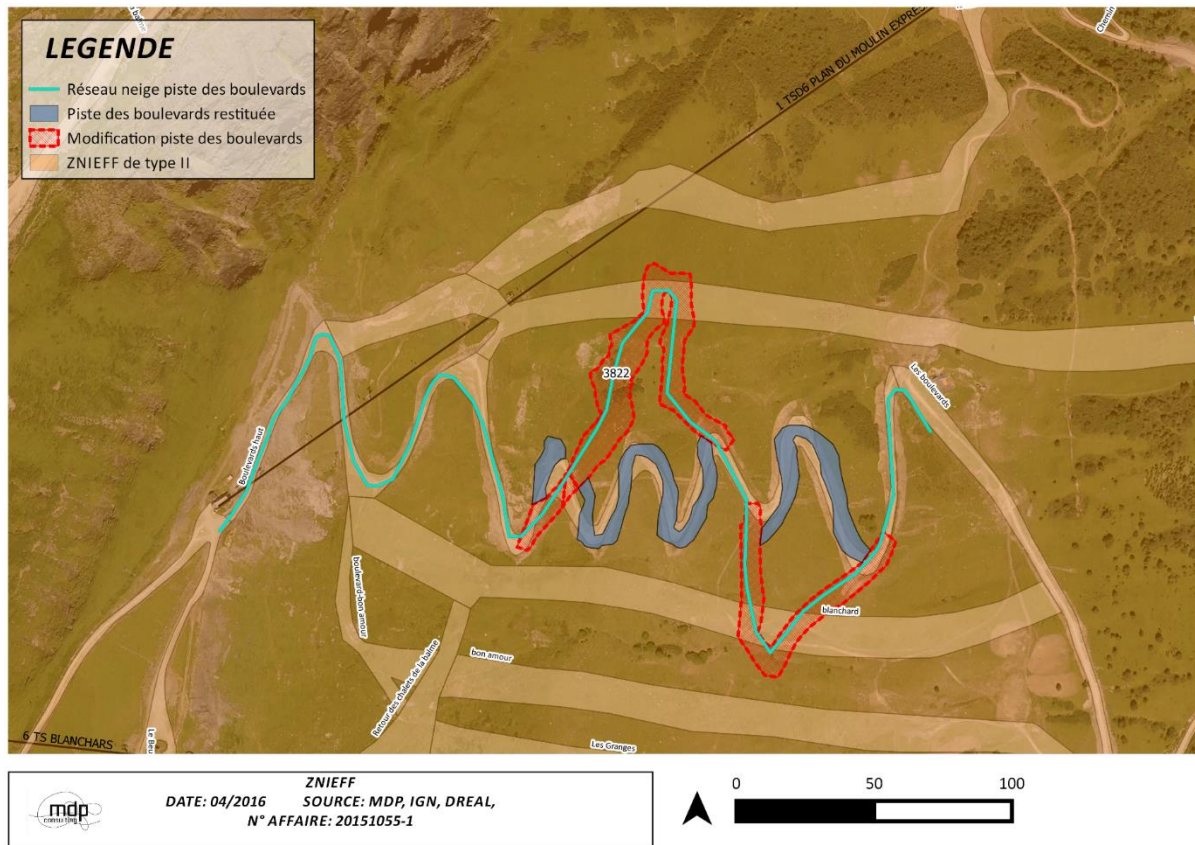 LEGENDE
Réseau neige piste des boulevards
Piste des boulevards restituée
Modification piste des boulevards
ZNIEFF de type II
1 TSD6 PLAN DU MOULIN EXPRES
Chemin
3822
Les boulevards
Boulevards haut
boulevard-bon amour
blanchard
bon amour
Retour des chalets de la balme
Les Granges
6 TS BLANCHARS
ZNIEFF
DATE: 04/2016 SOURCE: MDP, IGN, DREAL,
N° AFFAIRE: 20151055-1
mdp
CONSULTING
0 50 100